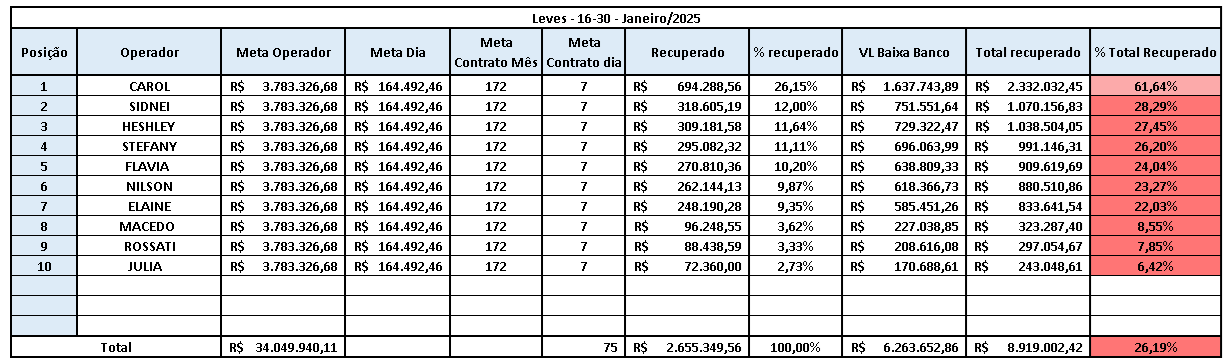 Leves - 16-30 - Janeiro/2025
Posição Operador Meta Operador Meta Dia Meta Contrato Mês Meta Contrato dia Recuperado % recuperado VL Baixa Banco Total recuperado % Total Recuperado
1 CAROL R$ 3.783.326,68 R$ 164.492,46 172 7 R$ 694.288,56 26,15% R$ 1.637.743,89 R$ 2.332.032,45 61,64%
2 SIDNEI R$ 3.783.326,68 R$ 164.492,46 172 7 R$ 318.605,19 12,00% R$ 751.551,64 R$ 1.070.156,83 28,29%
3 HESHLEY R$ 3.783.326,68 R$ 164.492,46 172 7 R$ 309.181,58 11,64% R$ 729.322,47 R$ 1.038.504,05 27,45%
4 STEFANY R$ 3.783.326,68 R$ 164.492,46 172 7 R$ 295.082,32 11,11% R$ 696.063,99 R$ 991.146,31 26,20%
5 FLAVIA R$ 3.783.326,68 R$ 164.492,46 172 7 R$ 270.810,36 10,20% R$ 638.809,33 R$ 909.619,69 24,04%
6 NILSON R$ 3.783.326,68 R$ 164.492,46 172 7 R$ 262.144,13 9,87% R$ 618.366,73 R$ 880.510,86 23,27%
7 ELAINE R$ 3.783.326,68 R$ 164.492,46 172 7 R$ 248.190,28 9,35% R$ 585.451,26 R$ 833.641,54 22,03%
8 MACEDO R$ 3.783.326,68 R$ 164.492,46 172 7 R$ 96.248,55 3,62% R$ 227.038,85 R$ 323.287,40 8,55%
9 ROSSATI R$ 3.783.326,68 R$ 164.492,46 172 7 R$ 88.438,59 3,33% R$ 208.616,08 R$ 297.054,67 7,85%
10 JULIA R$ 3.783.326,68 R$ 164.492,46 172 7 R$ 72.360,00 2,73% R$ 170.688,61 R$ 243.048,61 6,42%
Total R$ 34.049.940,11 75 R$ 2.655.349,56 100,00% R$ 6.263.652,86 R$ 8.919.002,42 26,19%